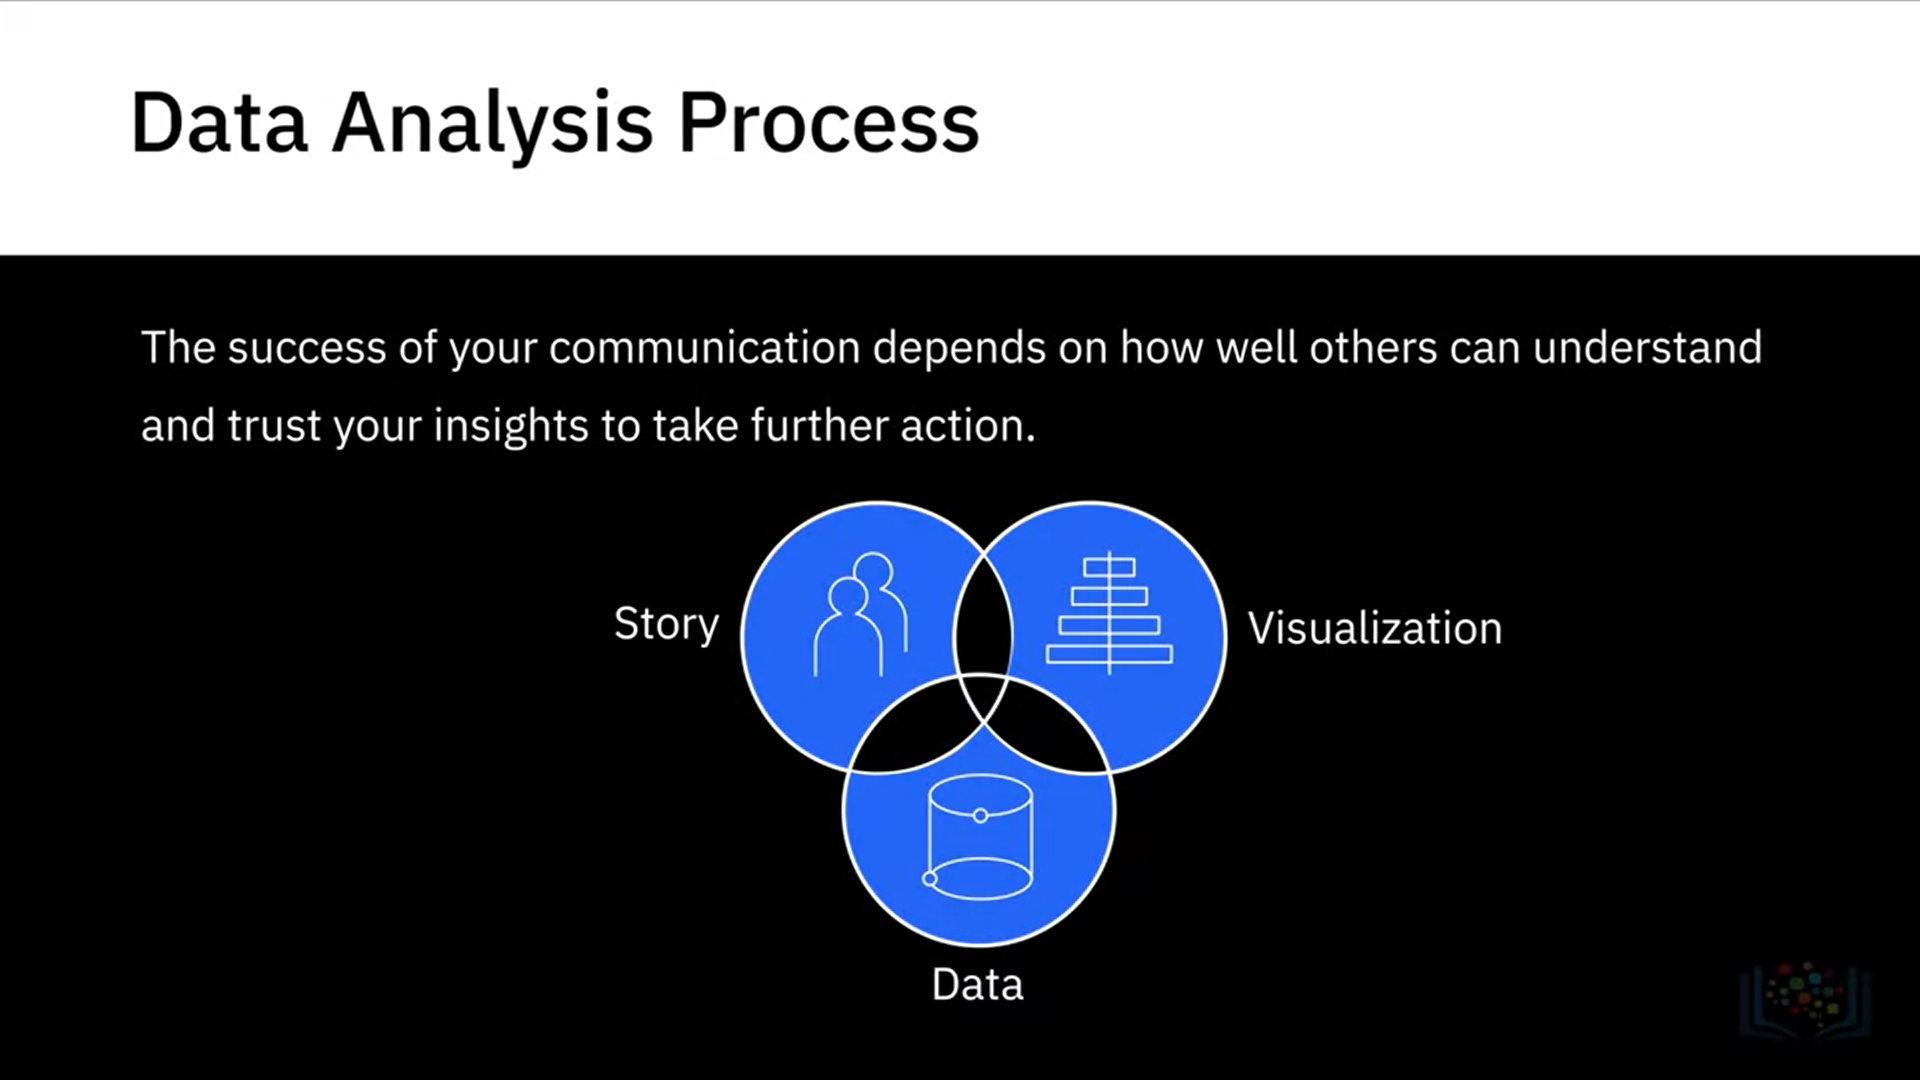 Data Analysis Process
The success of your communication depends on how well others can understand
and trust your insights to take further action.
Story
Visualization
Data